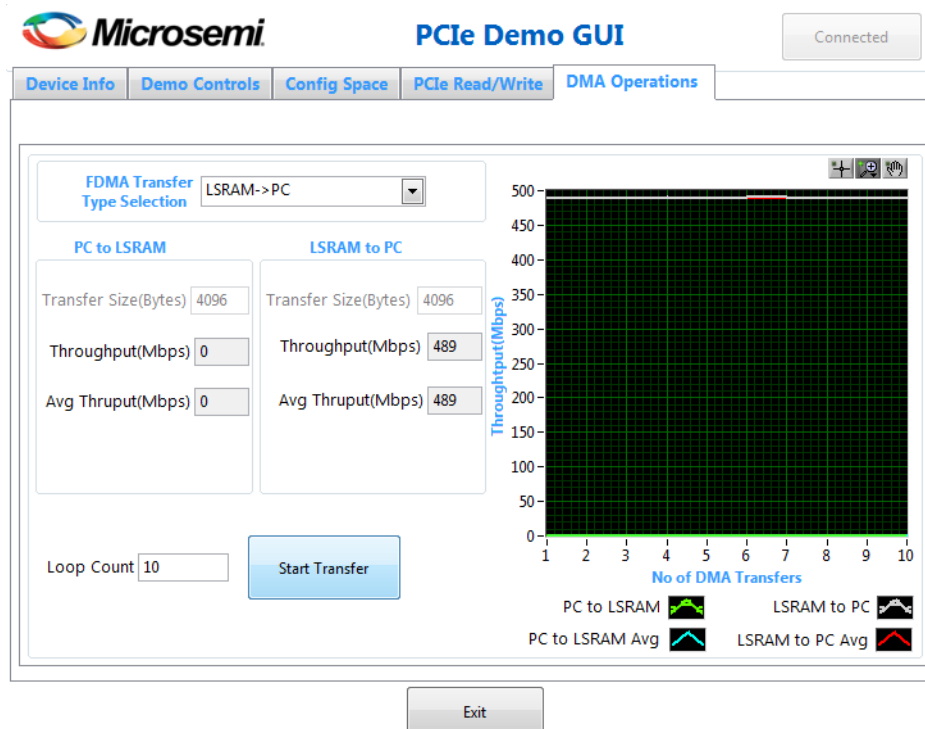 Microsemi.
PCIe Demo GUI
Connected
Device Info
Demo Controls
Config Space
PCIe Read/Write
DMA Operations
FDMA Transfer
Type Selection
LSRAM->PC
PC to LSRAM
Transfer Size(Bytes) 4096
Throughput(Mbps) 0
Avg Thruput(Mbps) 0
LSRAM to PC
Transfer Size(Bytes) 4096
Throughput(Mbps) 489
Avg Thruput(Mbps) 489
Loop Count 10
Start Transfer
Throughtput(Mbps)
500
450
400
350
300
250
200
150
100
50
0
1 2 3 4 5 6 7 8 9 10
No of DMA Transfers
PC to LSRAM
LSRAM to PC
PC to LSRAM Avg
LSRAM to PC Avg
Exit